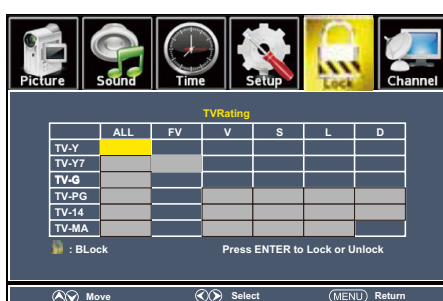 Picture Sound Time Setup Lock Channel
TVRating
ALL FV V S L D
TV-Y
TV-Y7
TV-G
TV-PG
TV-14
TV-MA
: BLock Press ENTER to Lock or Unlock
Move Select MENU Return